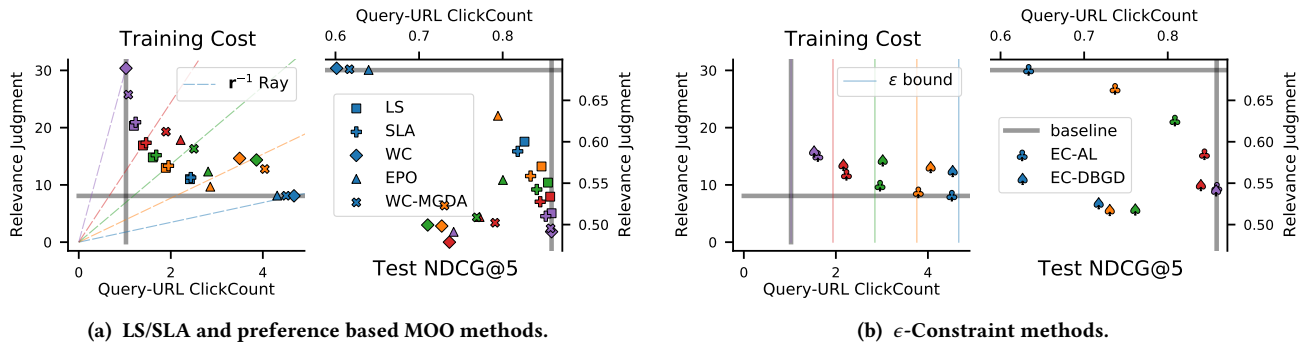 Query-URL ClickCount
0.6 0.7 0.8
Training Cost
Relevance Judgment
30
20
10
0
r⁻¹ Ray
0 2 4
Query-URL ClickCount
LS
SLA
WC
EPO
WC-MGDA
0.65
0.60
0.55
0.50
Relevance Judgment
Test NDCG@5
(a) LS/SLA and preference based MOO methods.
Query-URL ClickCount
0.6 0.7 0.8
Training Cost
Relevance Judgment
30
20
10
0
ε bound
0 2 4
Query-URL ClickCount
baseline
EC-AL
EC-DBGD
0.65
0.60
0.55
0.50
Relevance Judgment
Test NDCG@5
(b) ϵ-Constraint methods.